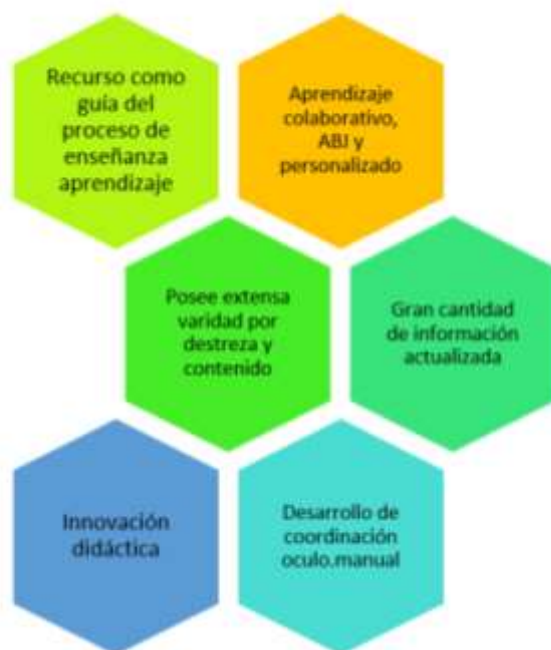 Recurso como
guía del
proceso de
enseñanza
aprendizaje
Aprendizaje
colaborativo,
ABJ y
personalizado
Posee extensa
varidad por
destreza y
contenido
Gran cantidad
de información
actualizada
Innovación
didáctica
Desarrollo de
coordinación
oculo.manual